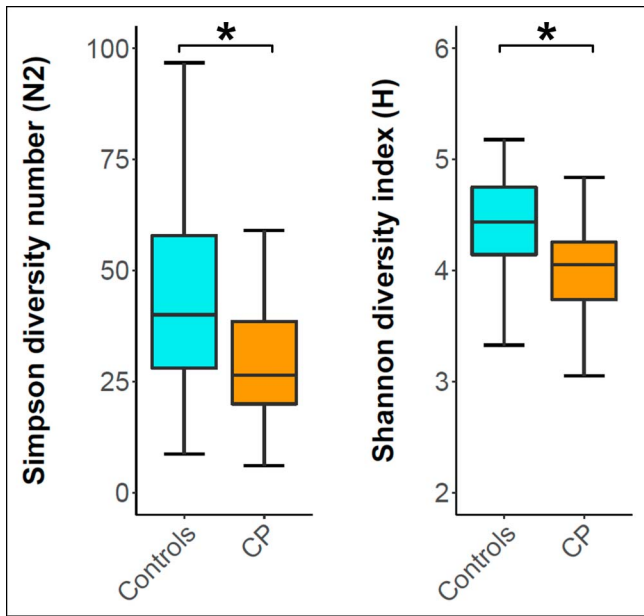 Simpson diversity number (N2)
100
75
50
25
0
*
Controls
CP
Shannon diversity index (H)
6
5
4
3
2
*
Controls
CP